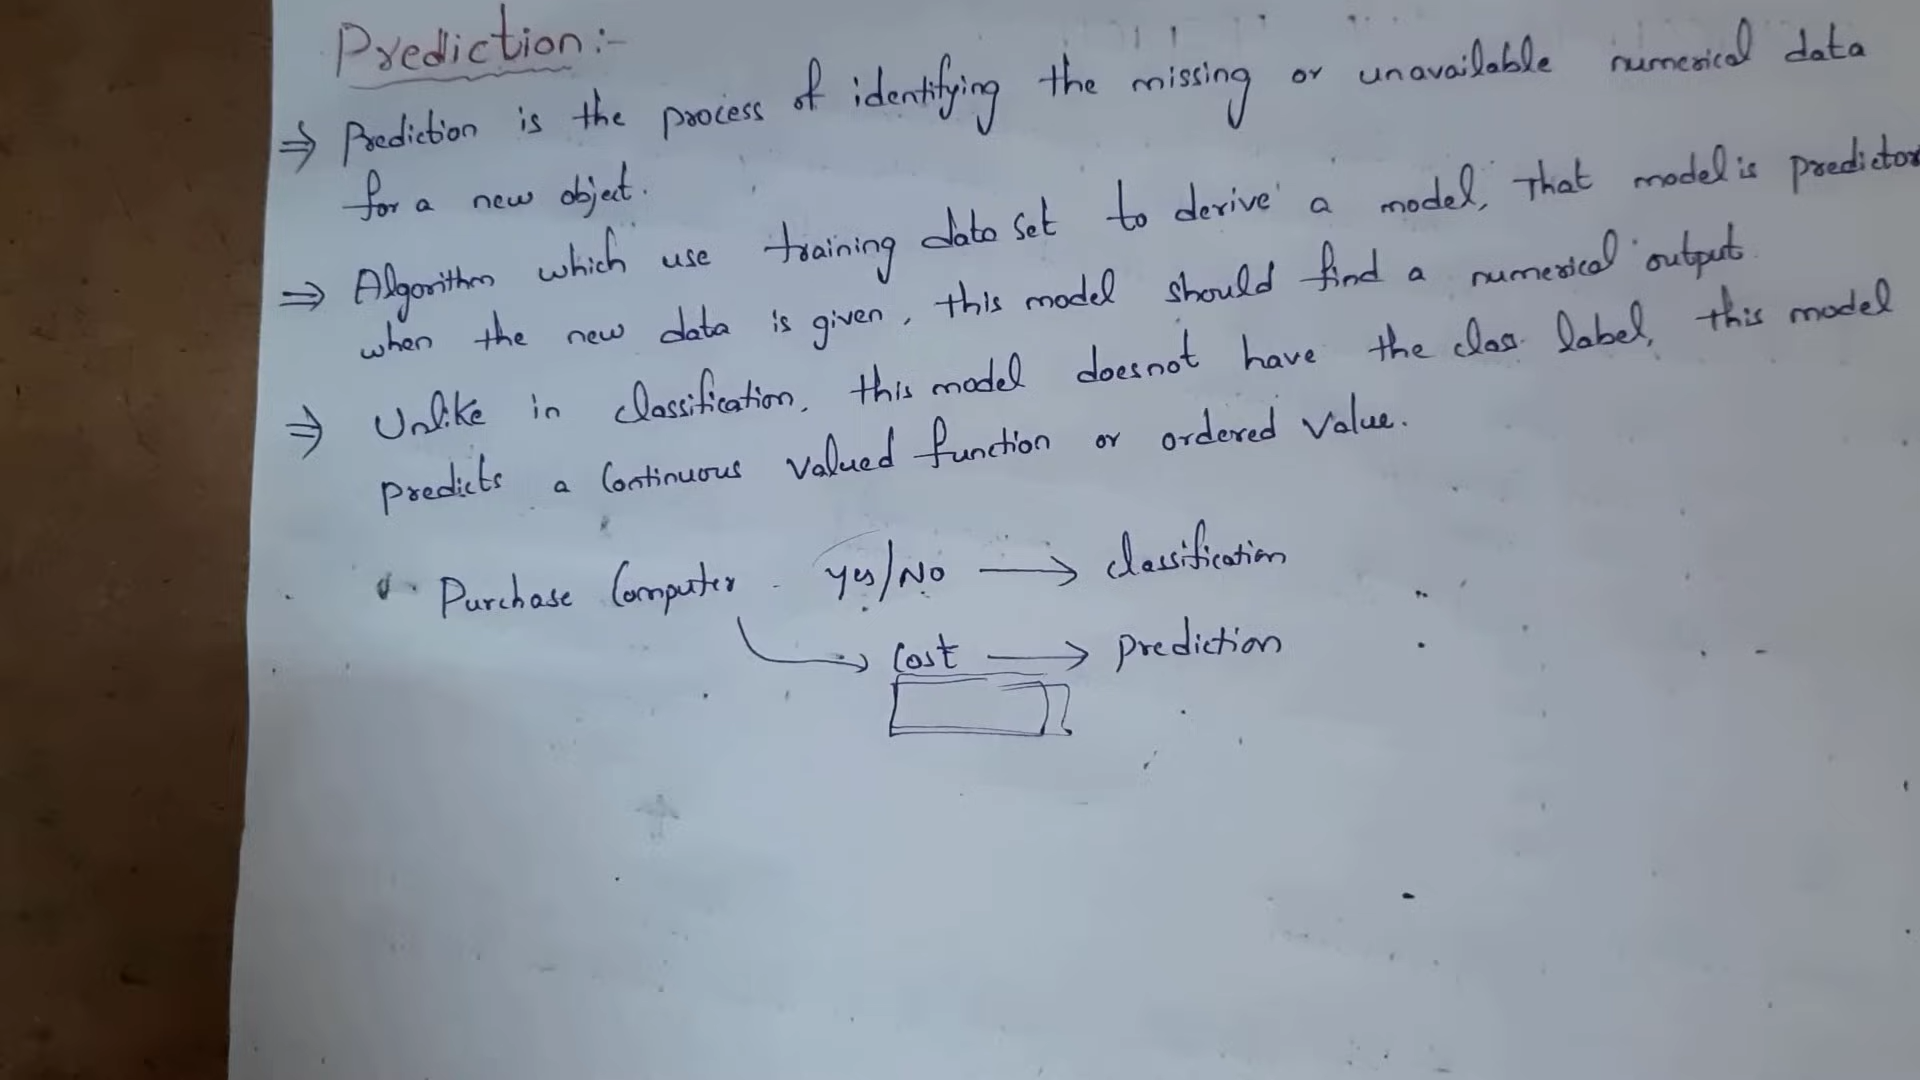 Prediction:-
⇒ Prediction is the process of identifying the missing or unavailable numerical data
for a new object.
⇒ Algorithm which use training data set to derive a model, That model is predictor
when the new data is given, this model should find a numerical output
⇒ Unlike in classification, this model doesnot have the clas label, this model
predicts a Continuous valued function or ordered value.
Purchase Computer yes/No → classification
→ Cost → prediction